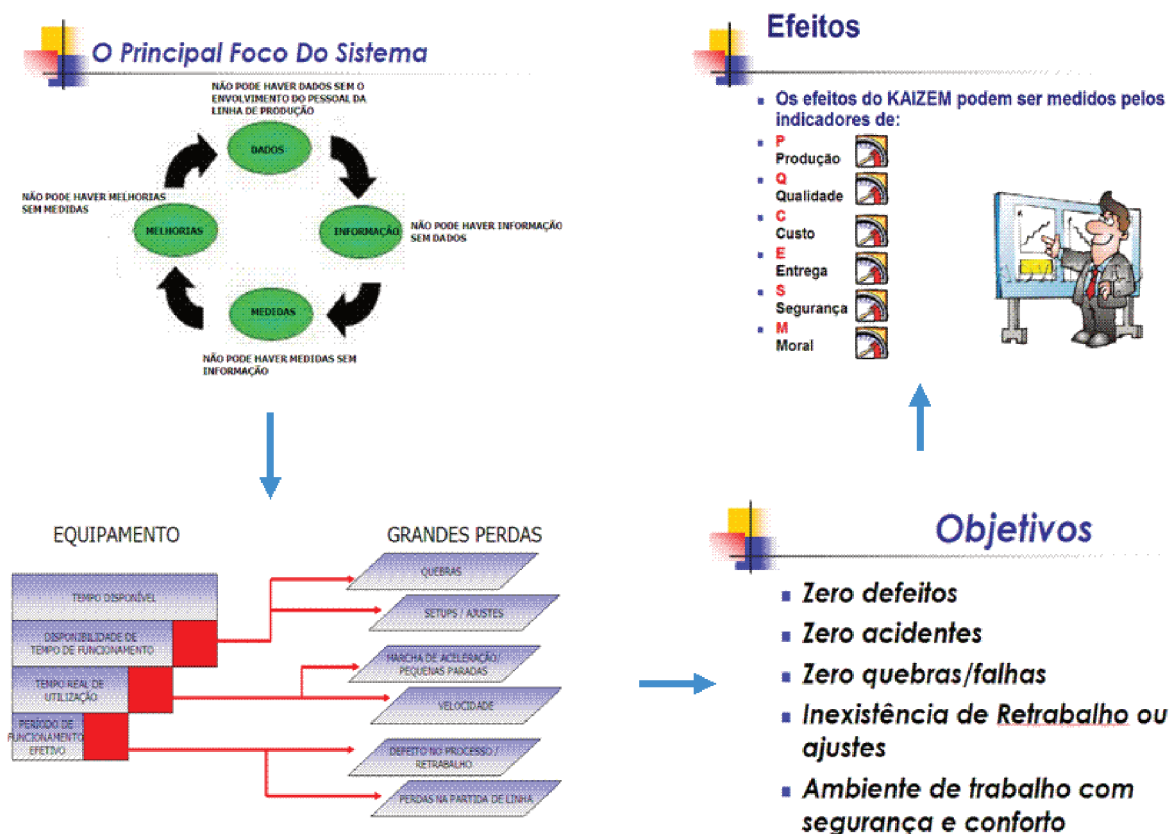 O Principal Foco Do Sistema
NÃO PODE HAVER DADOS SEM O
ENVOLVIMENTO DO PESSOAL DA
LINHA DE PRODUÇÃO
DADOS
NÃO PODE HAVER MELHORIAS
SEM MEDIDAS
MELHORIAS
INFORMAÇÃO
NÃO PODE HAVER INFORMAÇÃO
SEM DADOS
MEDIDAS
NÃO PODE HAVER MEDIDAS SEM
INFORMAÇÃO
EQUIPAMENTO
TEMPO DISPONÍVEL
DISPONIBILIDADE DE
TEMPO DE FUNCIONAMENTO
TEMPO REAL DE
UTILIZAÇÃO
PERÍODO DE
FUNCIONAMENTO
EFETIVO
GRANDES PERDAS
QUEBRAS
SETUPS / AJUSTES
MARCHA DE ACELERAÇÃO/
PEQUENAS PARADAS
VELOCIDADE
DEFEITO NO PROCESSO /
RETRABALHO
PERDAS NA PARTIDA DE LINHA
Objetivos
Zero defeitos
Zero acidentes
Zero quebras/falhas
Inexistência de Retrabalho ou
ajustes
Ambiente de trabalho com
segurança e conforto
Efeitos
Os efeitos do KAIZEM podem ser medidos pelos
indicadores de:
P
Produção
Q
Qualidade
C
Custo
E
Entrega
S
Segurança
M
Moral